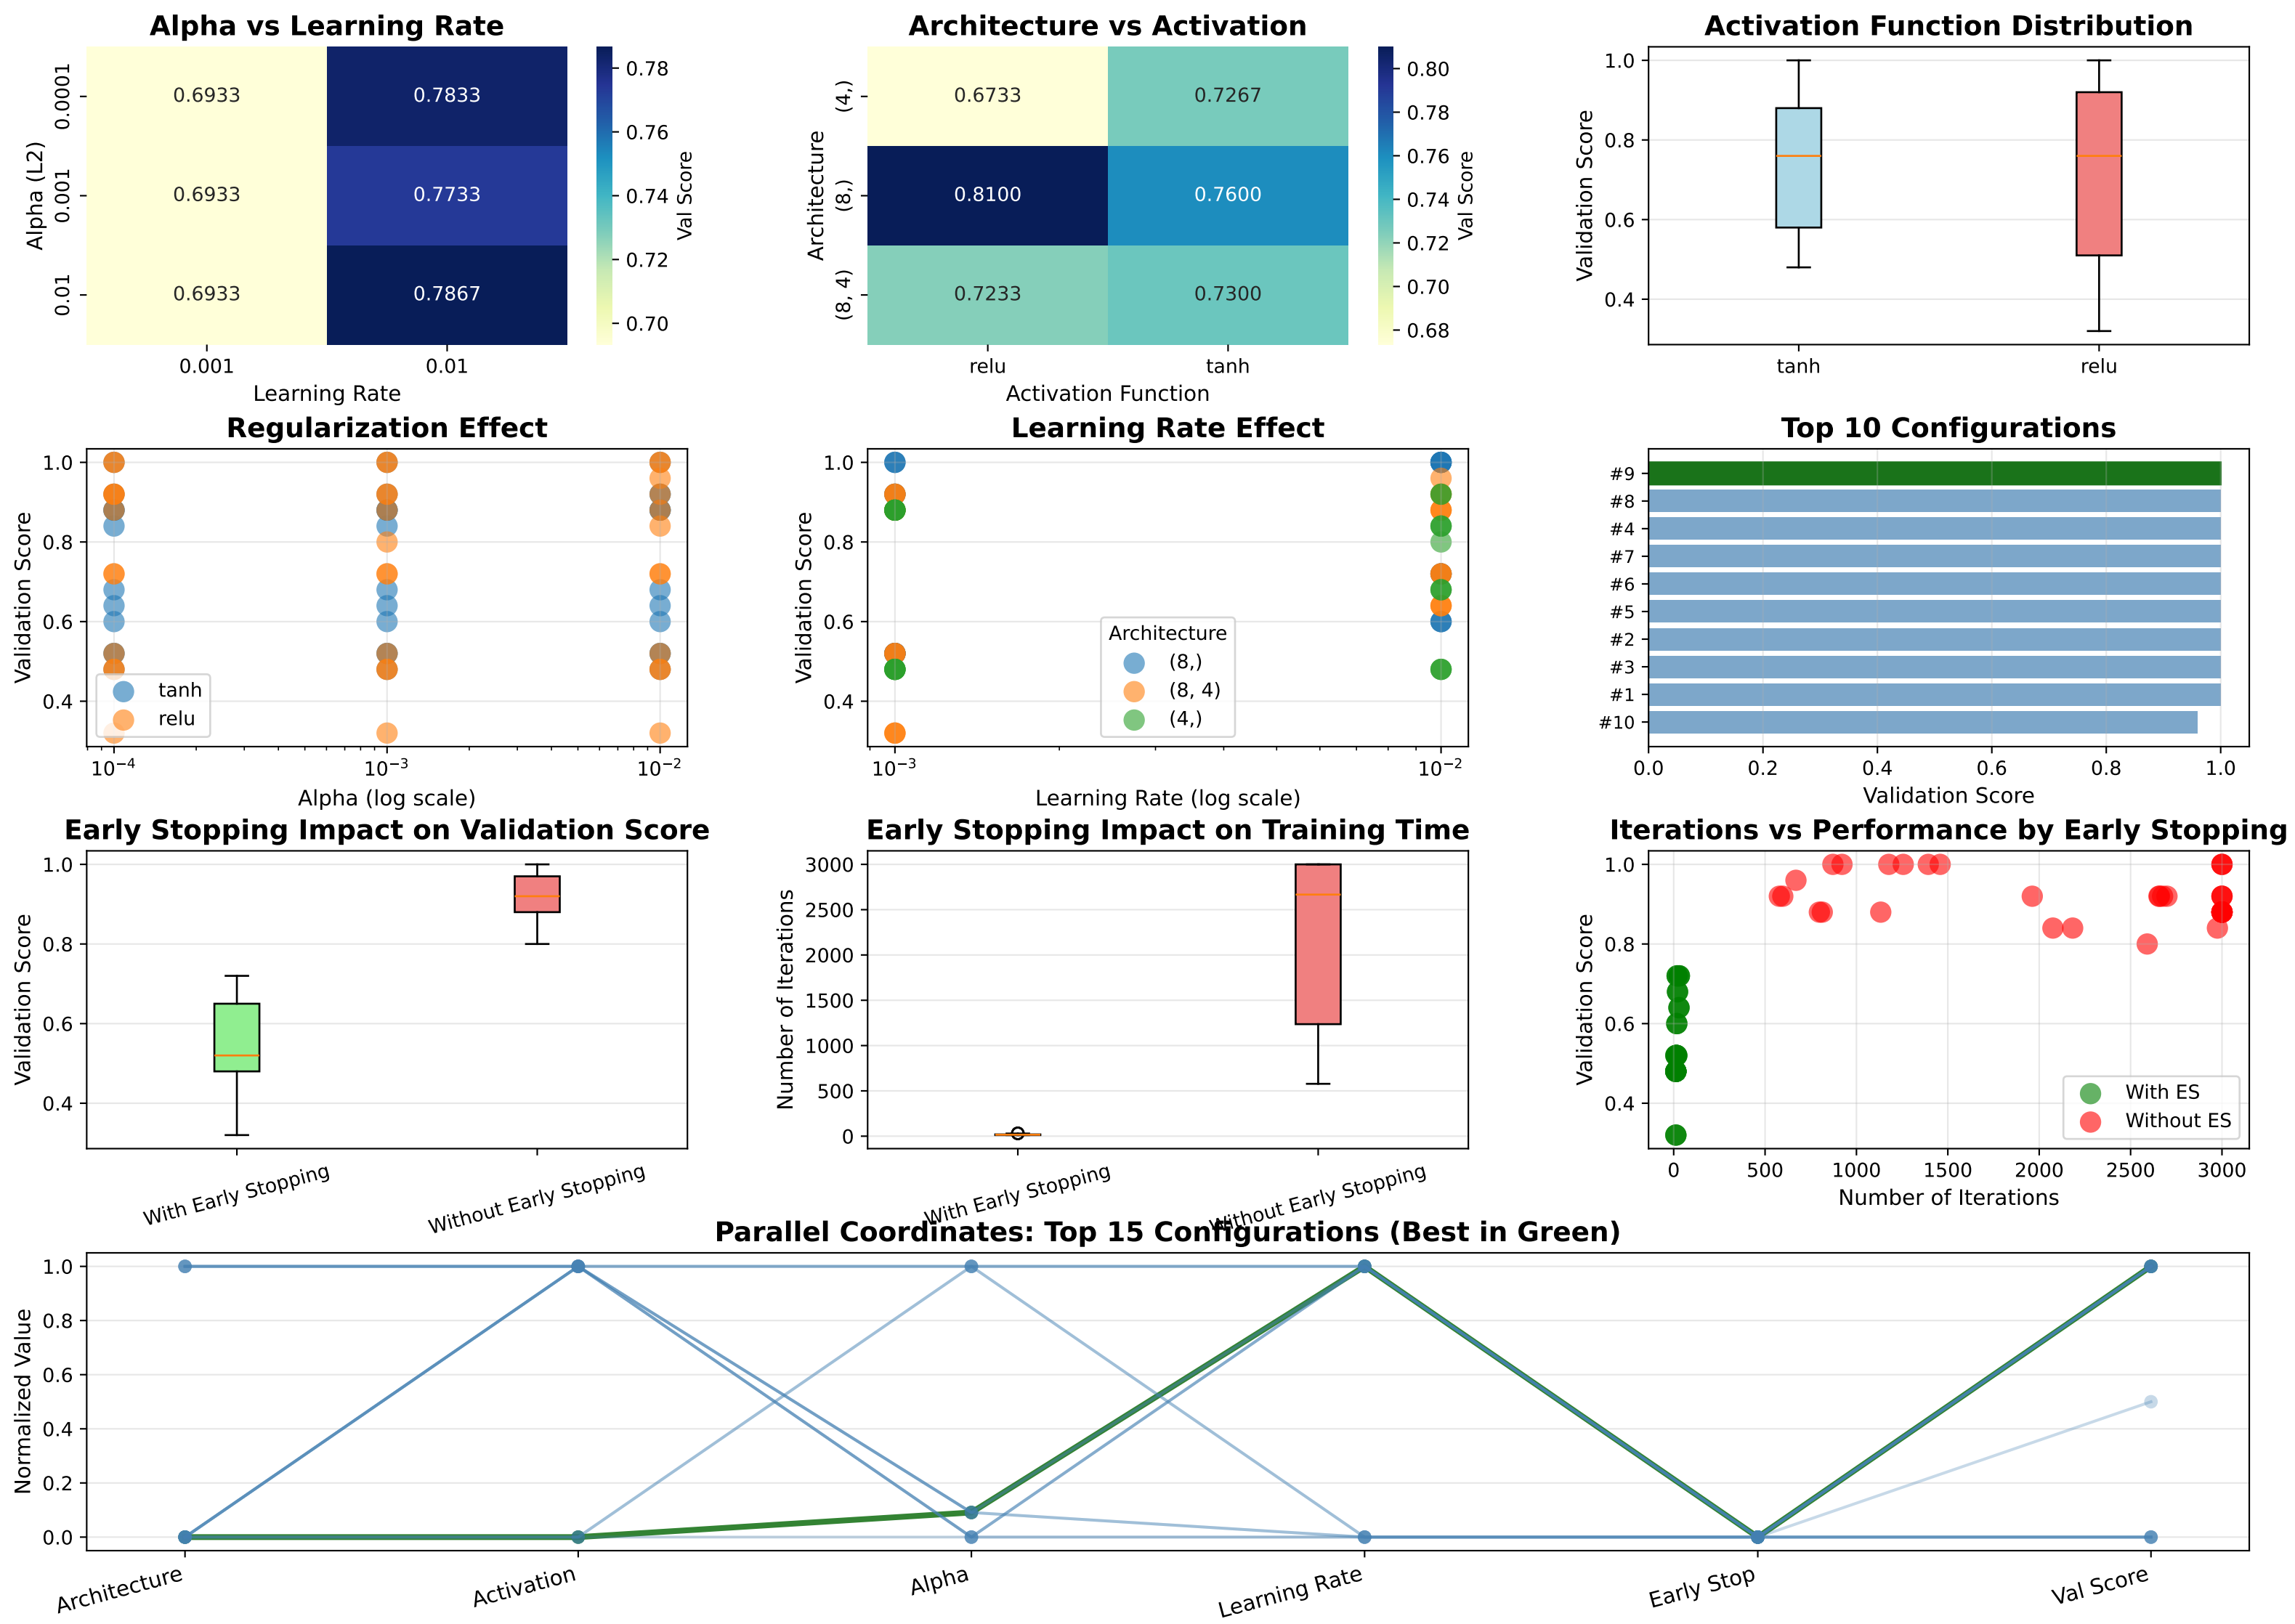 Alpha vs Learning Rate
Alpha (L2)
0.0001
0.001
0.01
0.6933
0.7833
0.6933
0.7733
0.6933
0.7867
0.001
0.01
Learning Rate
0.78
0.76
0.74
0.72
0.70
Val Score
Architecture vs Activation
Architecture
(4,)
(8,)
(8, 4)
0.6733
0.7267
0.8100
0.7600
0.7233
0.7300
relu
tanh
Activation Function
0.80
0.78
0.76
0.74
0.72
0.70
0.68
Val Score
Activation Function Distribution
Validation Score
1.0
0.8
0.6
0.4
tanh
relu
Regularization Effect
Validation Score
1.0
0.8
0.6
0.4
tanh
relu
10⁻⁴
10⁻³
10⁻²
Alpha (log scale)
Learning Rate Effect
Validation Score
1.0
0.8
0.6
0.4
Architecture
(8,)
(8, 4)
(4,)
10⁻³
10⁻²
Learning Rate (log scale)
Top 10 Configurations
#9
#8
#4
#7
#6
#5
#2
#3
#1
#10
0.0
0.2
0.4
0.6
0.8
1.0
Validation Score
Early Stopping Impact on Validation Score
Validation Score
1.0
0.8
0.6
0.4
With Early Stopping
Without Early Stopping
Early Stopping Impact on Training Time
Number of Iterations
3000
2500
2000
1500
1000
500
0
With Early Stopping
Without Early Stopping
Iterations vs Performance by Early Stopping
Validation Score
1.0
0.8
0.6
0.4
With ES
Without ES
0
500
1000
1500
2000
2500
3000
Number of Iterations
Parallel Coordinates: Top 15 Configurations (Best in Green)
Normalized Value
1.0
0.8
0.6
0.4
0.2
0.0
Architecture
Activation
Alpha
Learning Rate
Early Stop
Val Score